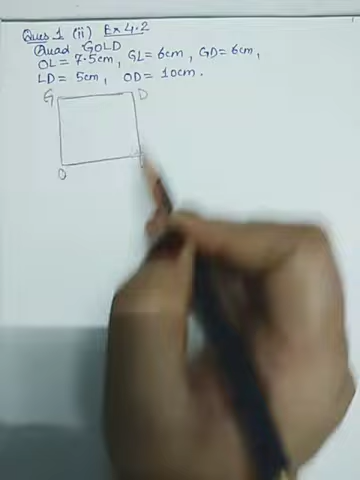 Ques 1 (ii) Ex 4.2
Quad GOLD
OL = 7.5cm, GL = 6cm, GD = 6cm,
LD = 5cm, OD = 10cm.
G D
O